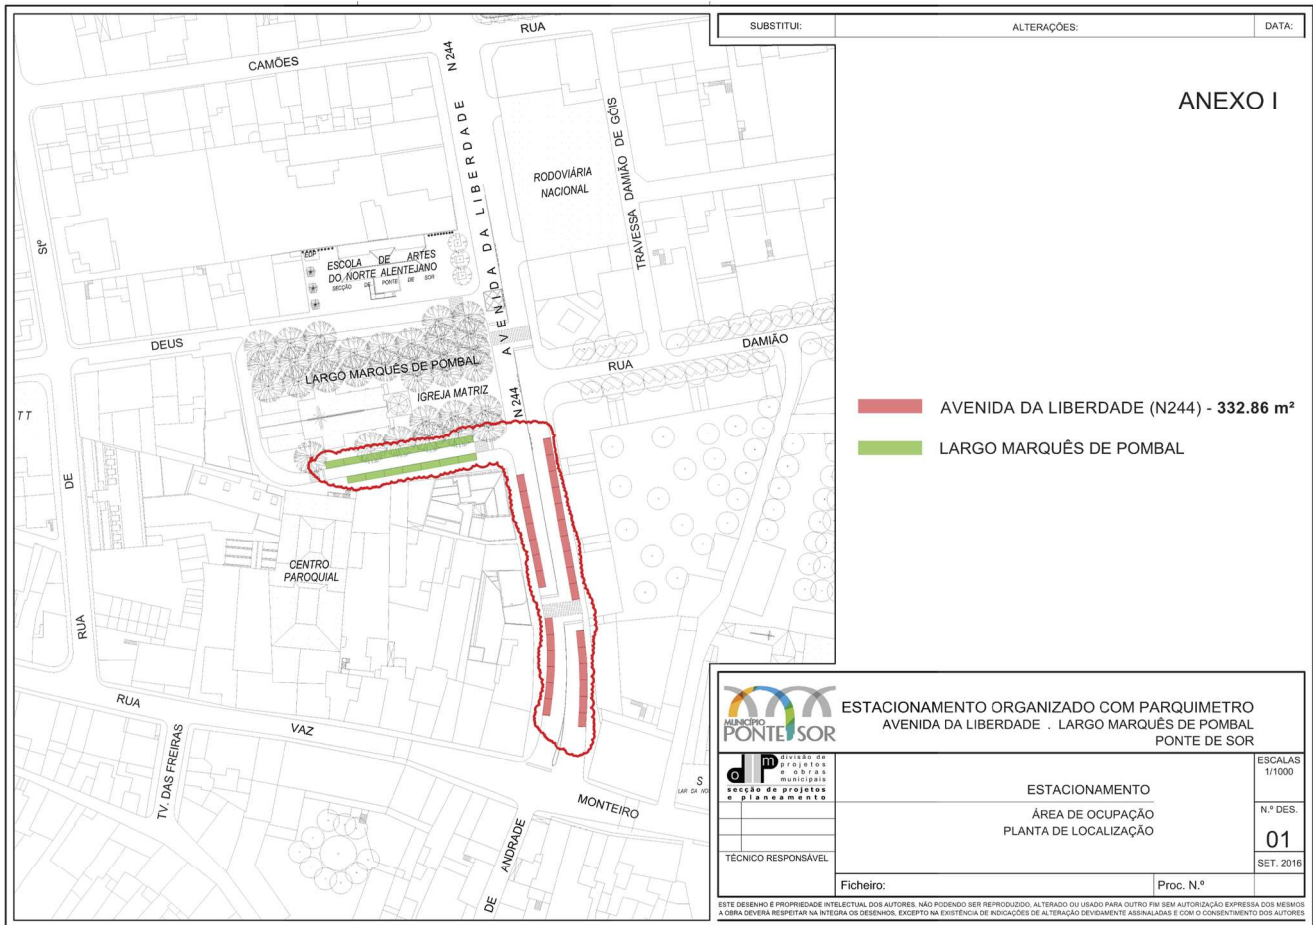 SUBSTITUI:
ALTERAÇÕES:
DATA:
ANEXO I
RUA
CAMÕES
N 244
AVENIDA DA LIBERDADE
TRAVESSA DAMIÃO DE GÓIS
RODOVIÁRIA
NACIONAL
Stº
EDP
ESCOLA DE ARTES
DO NORTE ALENTEJANO
SECÇÃO DE PONTE DE SOR
DEUS
LARGO MARQUÊS DE POMBAL
IGREJA MATRIZ
N 244
RUA
DAMIÃO
TT
DE
RUA
CENTRO
PAROQUIAL
RUA
VAZ
MONTEIRO
TV. DAS FREIRAS
DE ANDRADE
S
LAR DA NO
AVENIDA DA LIBERDADE (N244) - 332.86 m²
LARGO MARQUÊS DE POMBAL
MUNICÍPIO
PONTE SOR
ESTACIONAMENTO ORGANIZADO COM PARQUIMETRO
AVENIDA DA LIBERDADE . LARGO MARQUÊS DE POMBAL
PONTE DE SOR
dopm
divisão de
projetos
e obras
municipais
secção de projetos
e planeamento
ESTACIONAMENTO
ÁREA DE OCUPAÇÃO
PLANTA DE LOCALIZAÇÃO
ESCALAS
1/1000
N.º DES.
01
SET. 2016
TÉCNICO RESPONSÁVEL
Ficheiro:
Proc. N.º
ESTE DESENHO É PROPRIEDADE INTELECTUAL DOS AUTORES, NÃO PODENDO SER REPRODUZIDO, ALTERADO OU USADO PARA OUTRO FIM SEM AUTORIZAÇÃO EXPRESSA DOS MESMOS
A OBRA DEVERÁ RESPEITAR NA ÍNTEGRA OS DESENHOS, EXCEPTO NA EXISTÊNCIA DE INDICAÇÕES DE ALTERAÇÃO DEVIDAMENTE ASSINALADAS E COM O CONSENTIMENTO DOS AUTORES